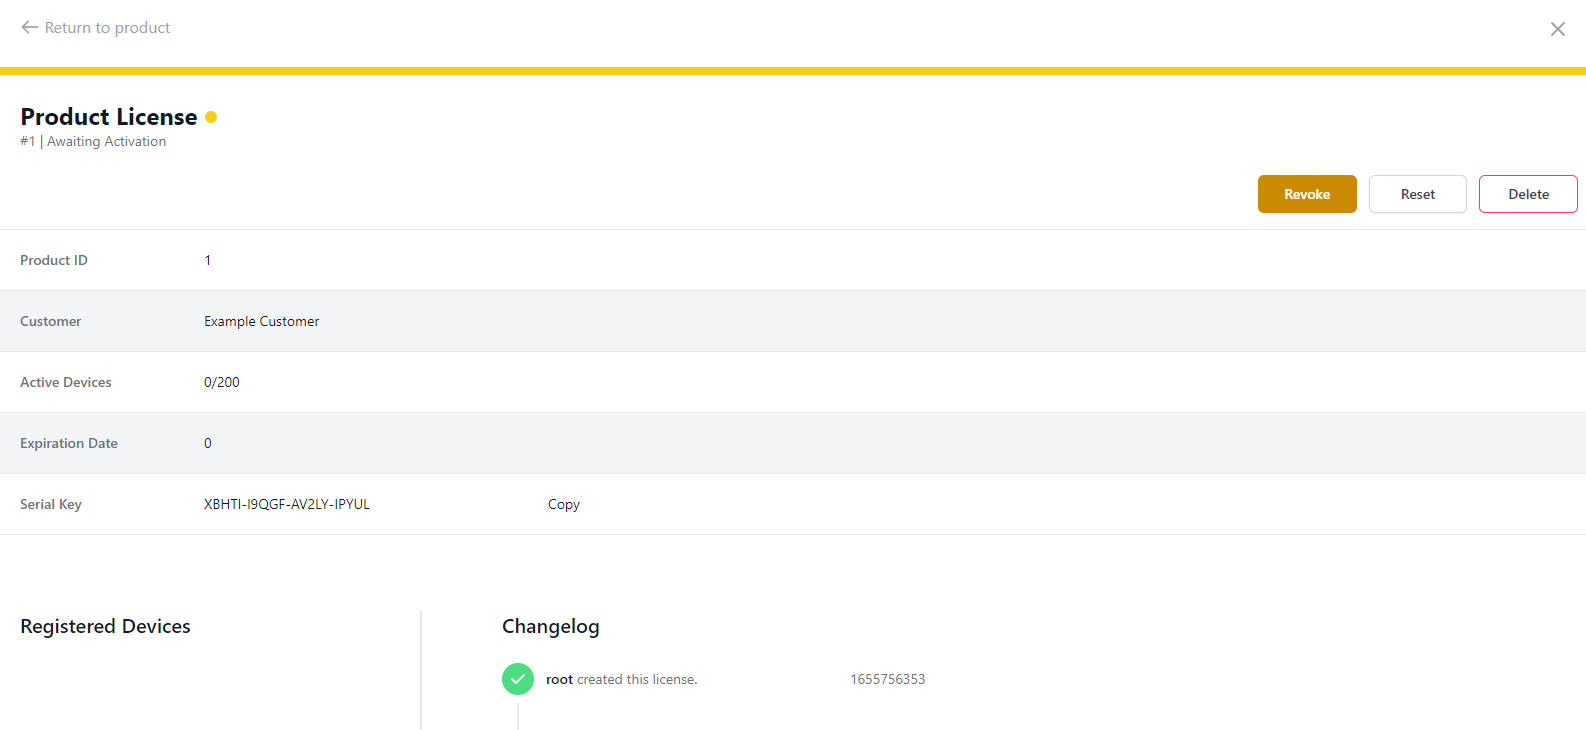 Return to product
Product License
#1 | Awaiting Activation
Revoke Reset Delete
Product ID 1
Customer Example Customer
Active Devices 0/200
Expiration Date 0
Serial Key XBHTI-I9QGF-AV2LY-IPYUL Copy
Registered Devices
Changelog
root created this license. 1655756353